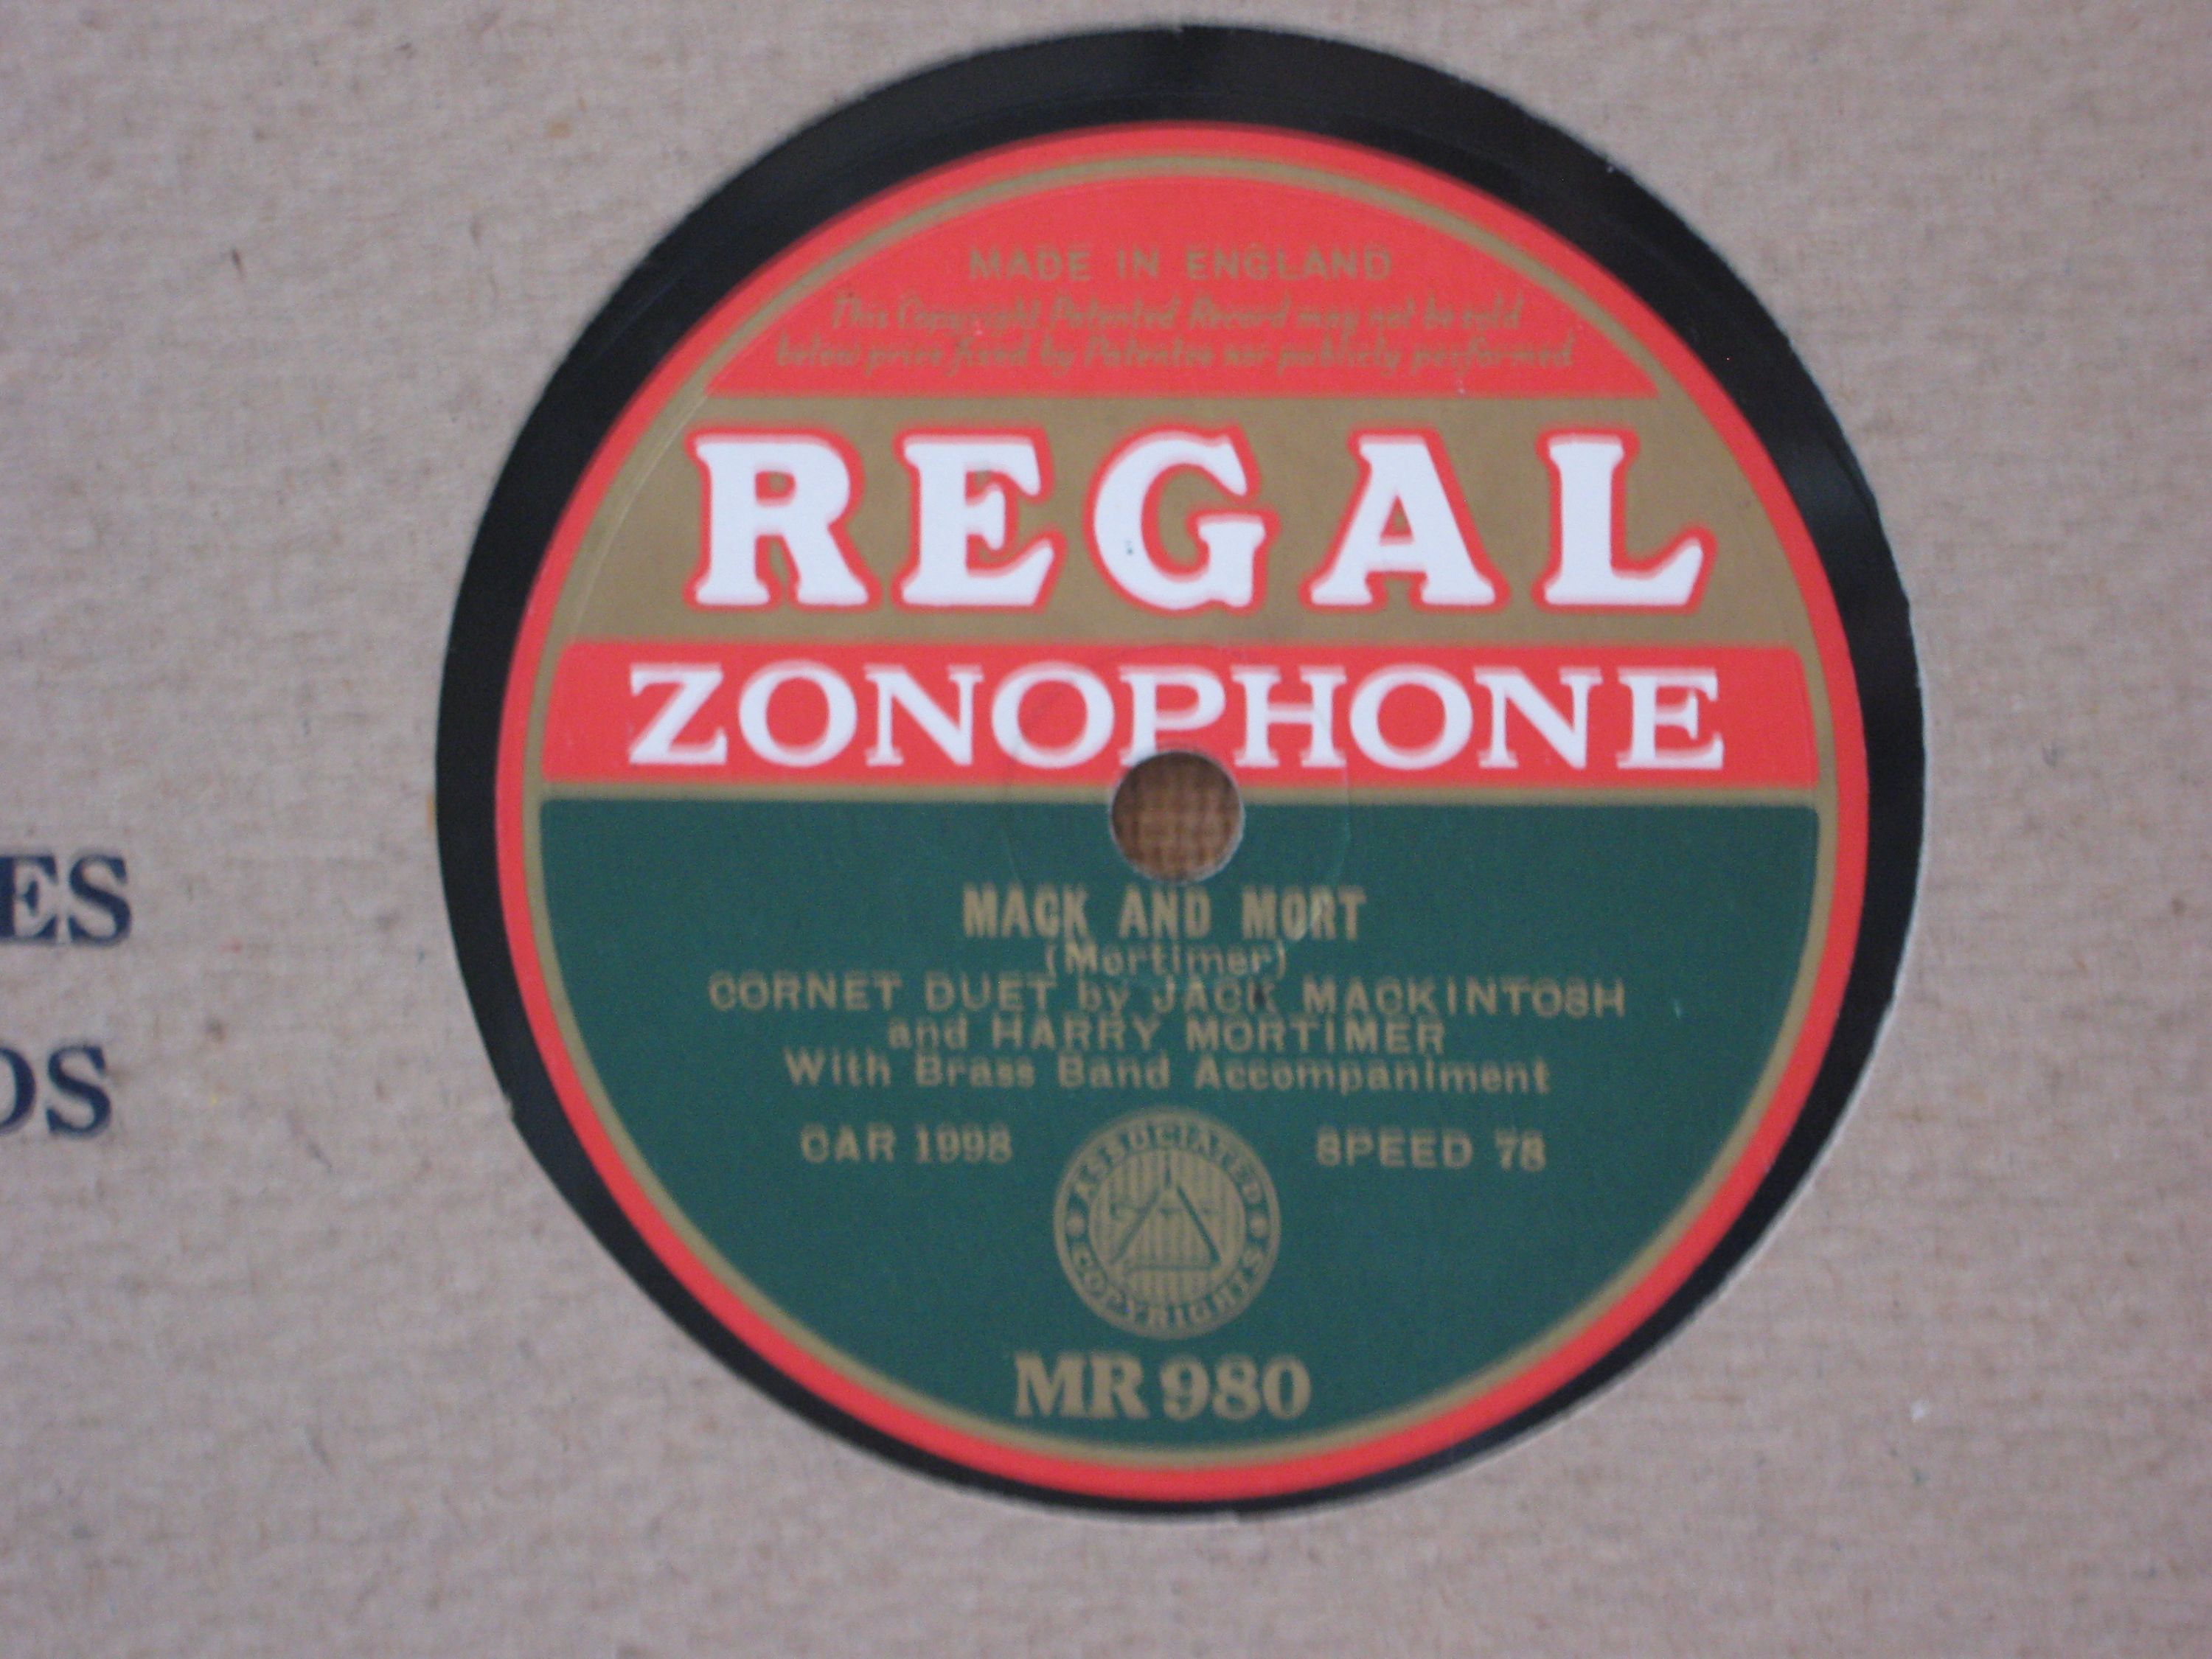 MADE IN ENGLAND
This Copyright Patented Record may not be sold
below price fixed by Patentee nor publicly performed
REGAL
ZONOPHONE
ES
DS
MACK AND MORT
(Mortimer)
CORNET DUET by JACK MACKINTOSH
and HARRY MORTIMER
With Brass Band Accompaniment
CAR 1998
SPEED 78
ASSOCIATED
COPYRIGHTS
MR 980